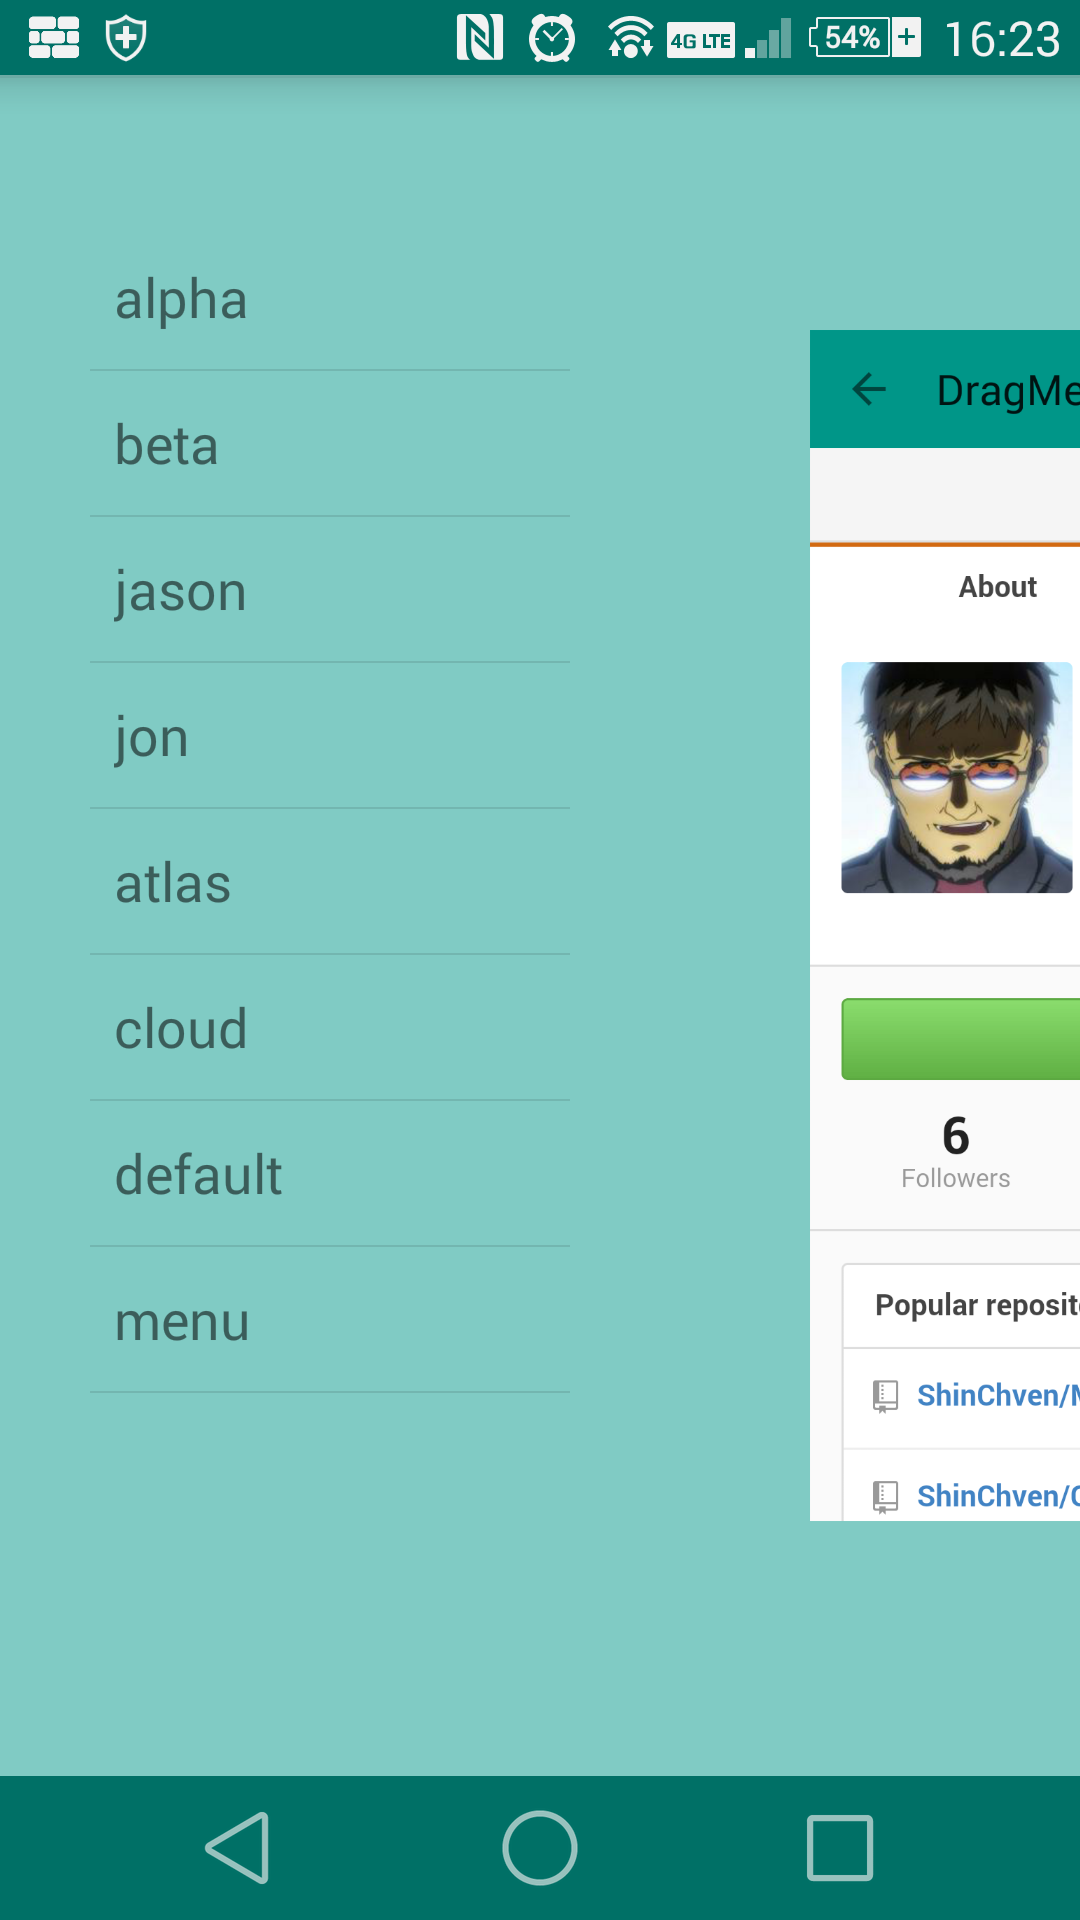 4G LTE 54% 16:23
alpha
beta
jason
jon
atlas
cloud
default
menu
DragMe
About
6
Followers
Popular reposit
ShinChven/
ShinChven/